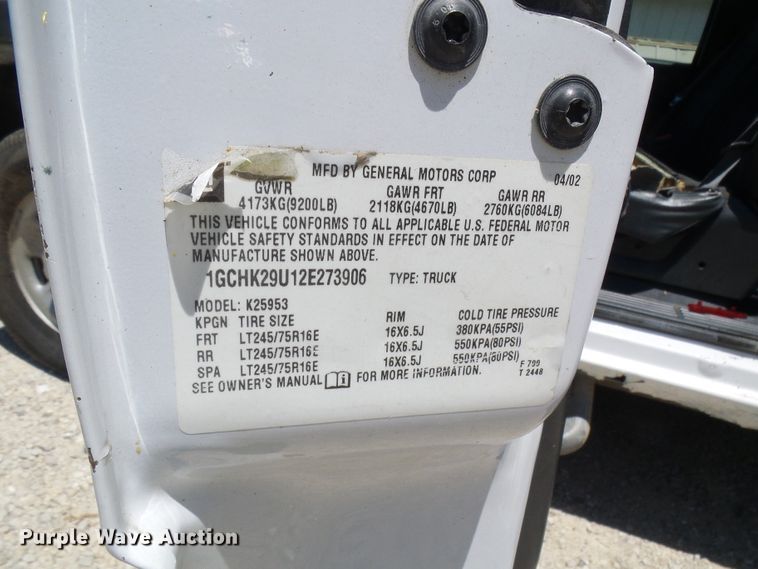 MFD BY GENERAL MOTORS CORP 04/02
GVWR GAWR FRT GAWR RR
4173KG(9200LB) 2118KG(4670LB) 2760KG(6084LB)
THIS VEHICLE CONFORMS TO ALL APPLICABLE U.S. FEDERAL MOTOR
VEHICLE SAFETY STANDARDS IN EFFECT ON THE DATE OF
MANUFACTURE SHOWN ABOVE.
1GCHK29U12E273906 TYPE: TRUCK
MODEL: K25953
KPGN TIRE SIZE RIM COLD TIRE PRESSURE
FRT LT245/75R16E 16X6.5J 380KPA(55PSI)
RR LT245/75R16E 16X6.5J 550KPA(80PSI)
SPA LT245/75R16E 16X6.5J 550KPA(80PSI)
SEE OWNER'S MANUAL FOR MORE INFORMATION.
F 799
T 2448
Purple Wave Auction